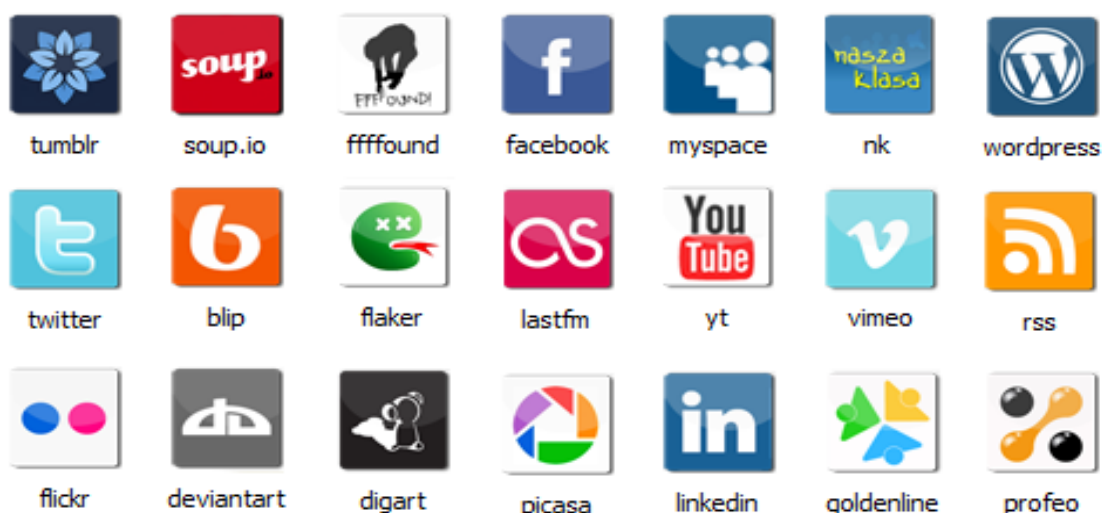 soup.io
FFFFOUND!
f
nasza
klasa
W
tumblr soup.io ffffound facebook myspace nk wordpress
t
b
You
Tube
v
twitter blip flaker lastfm yt vimeo rss
in
flickr deviantart digart picasa linkedin goldenline profeo